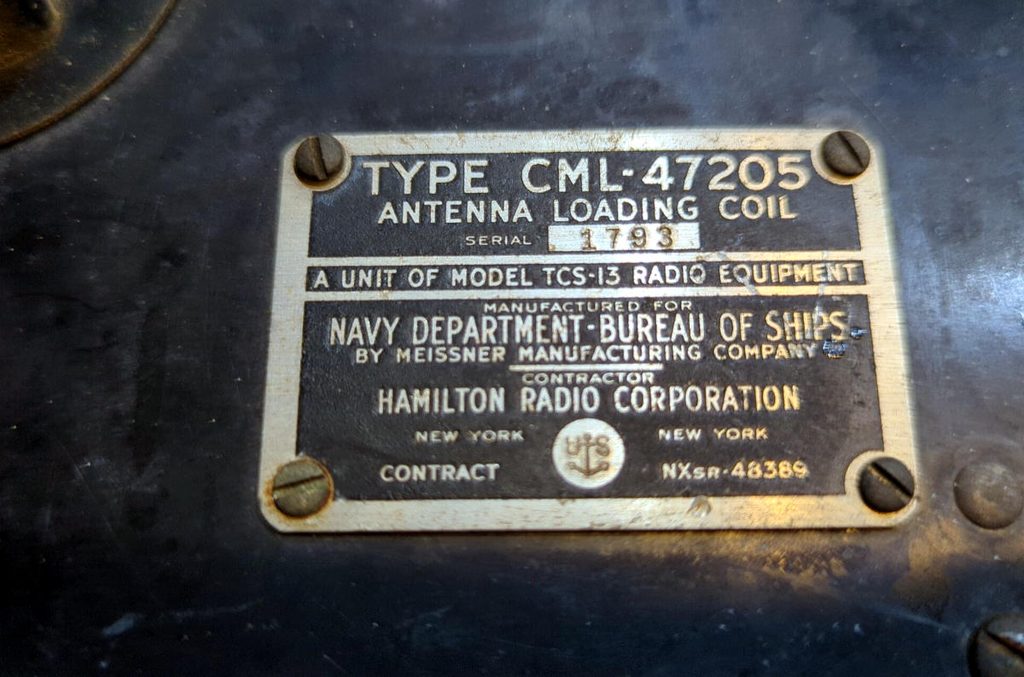 TYPE CML-47205
ANTENNA LOADING COIL
SERIAL 1793
A UNIT OF MODEL TCS-13 RADIO EQUIPMENT
MANUFACTURED FOR
NAVY DEPARTMENT-BUREAU OF SHIPS
BY MEISSNER MANUFACTURING COMPANY
CONTRACTOR
HAMILTON RADIO CORPORATION
NEW YORK US NEW YORK
CONTRACT NXSR-48389